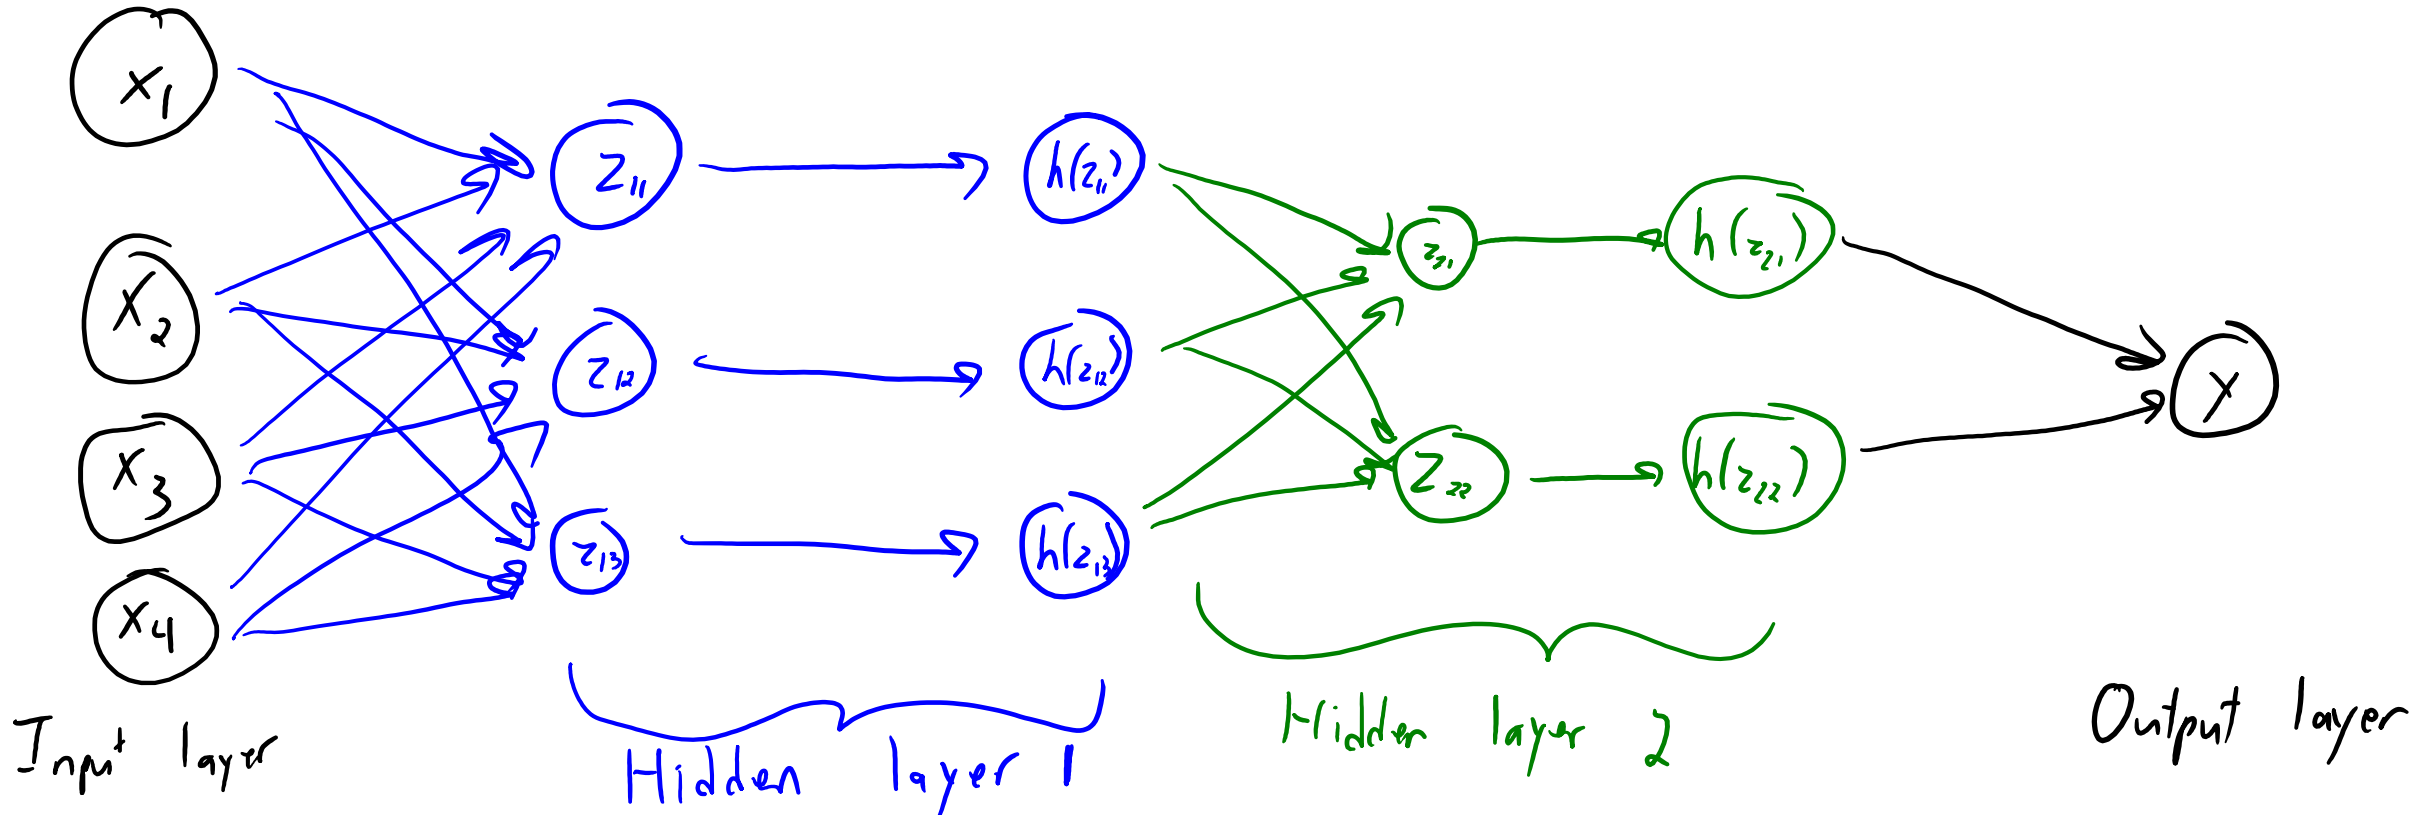 x1
z11
h(z11)
z21
h(z21)
x2
z12
h(z12)
y
x3
z22
h(z22)
z13
h(z13)
x4
Input layer
Hidden layer 1
Hidden layer 2
Output layer